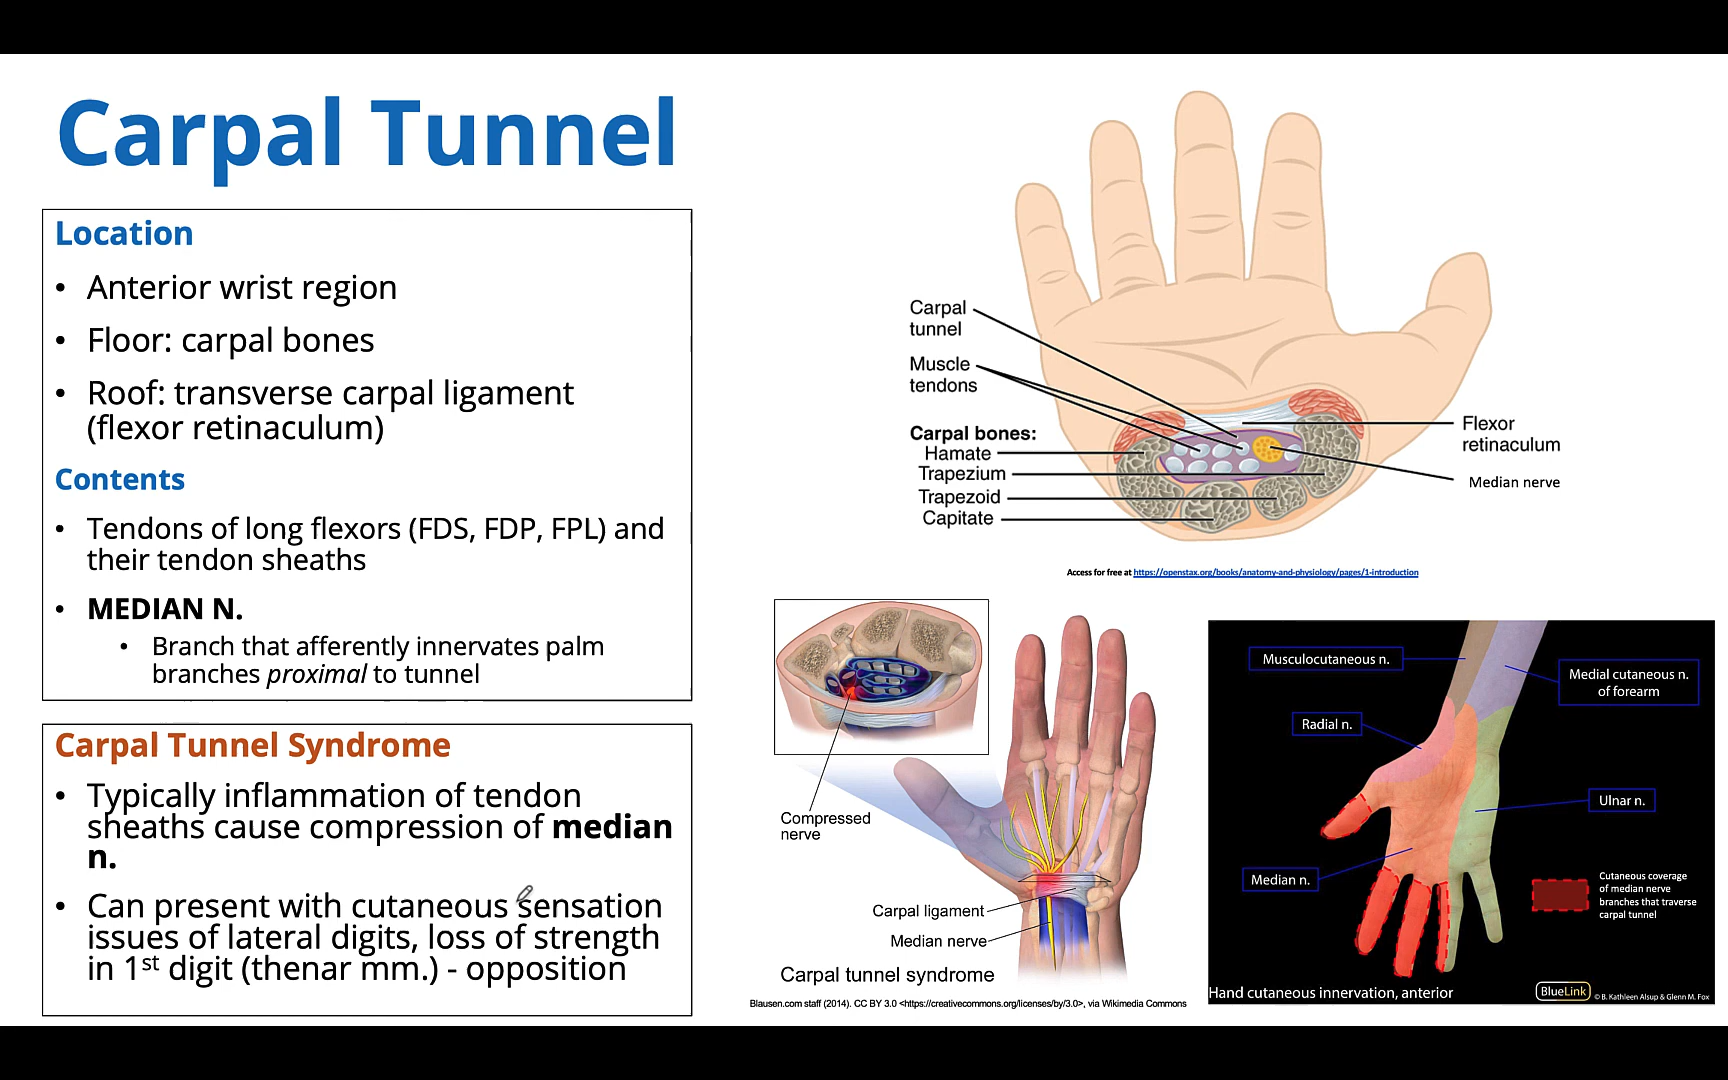 Carpal Tunnel
Location
• Anterior wrist region
• Floor: carpal bones
• Roof: transverse carpal ligament
(flexor retinaculum)
Contents
• Tendons of long flexors (FDS, FDP, FPL) and
their tendon sheaths
• MEDIAN N.
• Branch that afferently innervates palm
branches proximal to tunnel
Carpal Tunnel Syndrome
• Typically inflammation of tendon
sheaths cause compression of median
n.
• Can present with cutaneous sensation
issues of lateral digits, loss of strength
in 1st digit (thenar mm.) - opposition
Carpal
tunnel
Muscle
tendons
Carpal bones:
Hamate
Trapezium
Trapezoid
Capitate
Flexor
retinaculum
Median nerve
Access for free at https://openstax.org/books/anatomy-and-physiology/pages/1-introduction
Compressed
nerve
Carpal ligament
Median nerve
Carpal tunnel syndrome
Blausen.com staff (2014). CC BY 3.0 <https://creativecommons.org/licenses/by/3.0>, via Wikimedia Commons
Musculocutaneous n.
Medial cutaneous n.
of forearm
Radial n.
Ulnar n.
Median n.
Cutaneous coverage
of median nerve
branches that traverse
carpal tunnel
Hand cutaneous innervation, anterior
BlueLink
© B. Kathleen Alsup & Glenn M. Fox